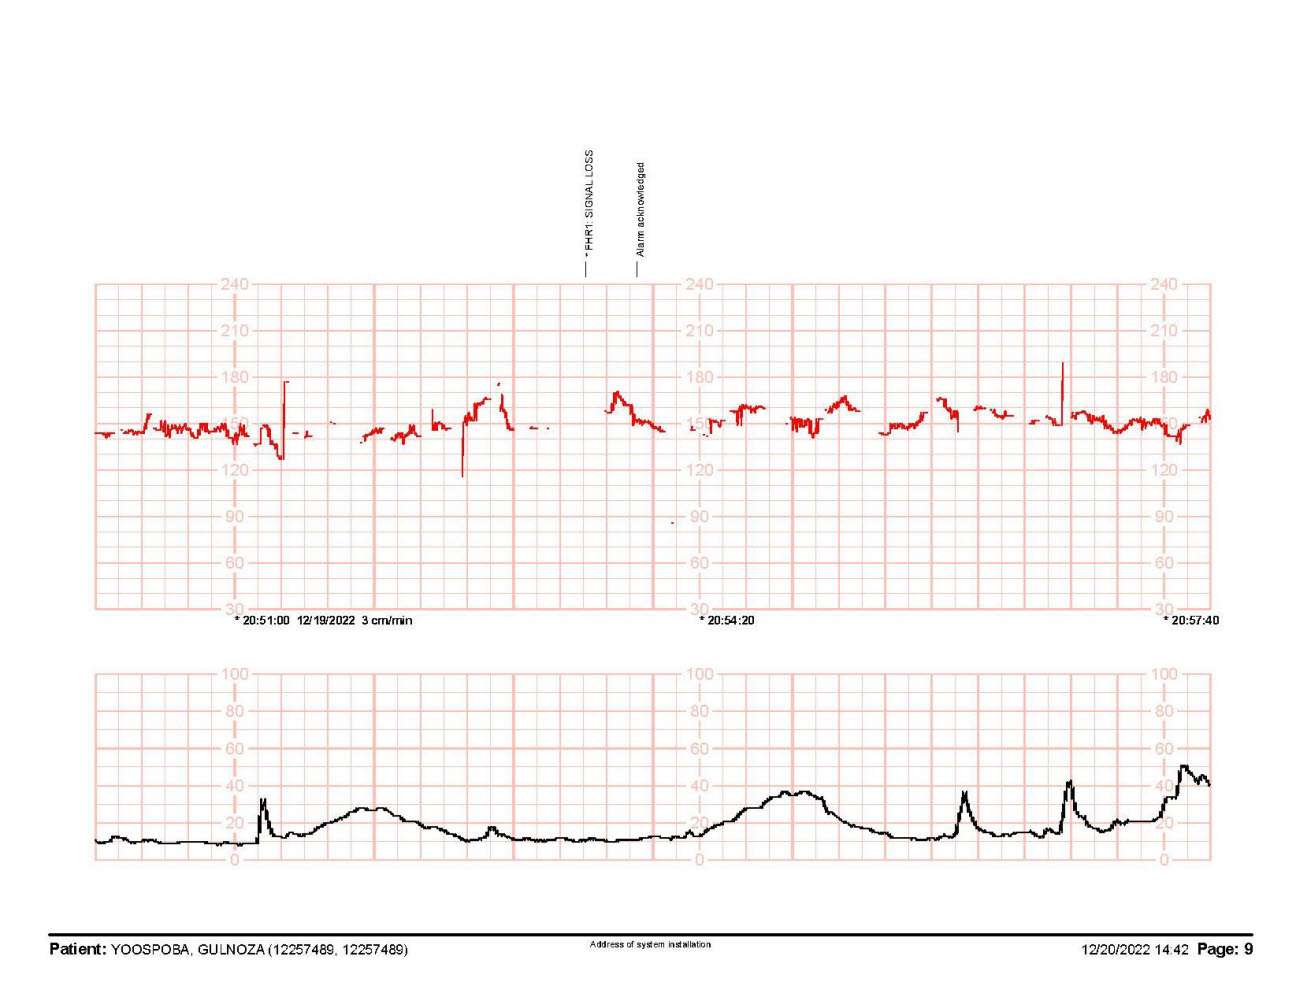 * FHR1: SIGNAL LOSS
Alarm acknowledged
240 240 240
210 210 210
180 180 180
150 150 150
120 120 120
90 90 90
60 60 60
30 30 30
* 20:51:00 12/19/2022 3 cm/min * 20:54:20 * 20:57:40
100 100 100
80 80 80
60 60 60
40 40 40
20 20 20
0 0 0
Patient: YOOSPOBA, GULNOZA (12257489, 12257489) Address of system installation 12/20/2022 14:42 Page: 9